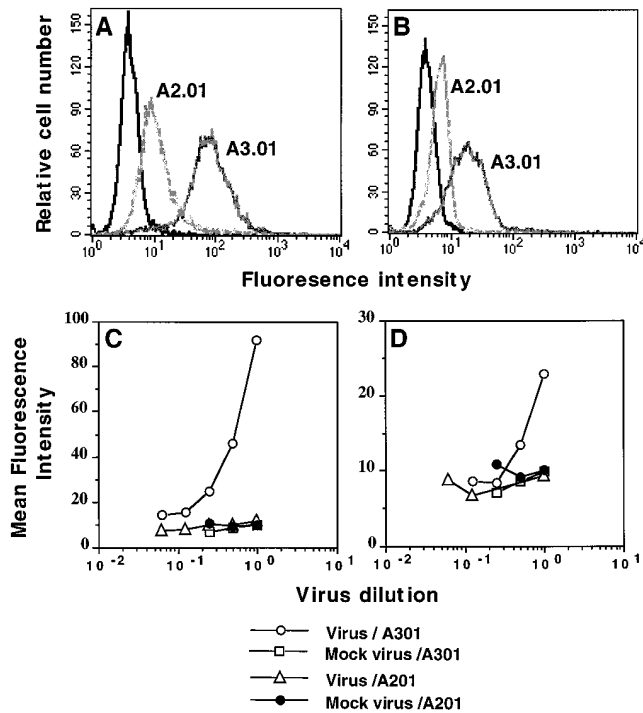 A
B
Relative cell number
150
120
90
60
30
0
A2.01
A3.01
10^0
10^1
10^2
10^-3
10^4
150
120
90
60
30
0
A2.01
A3.01
10^0
10^1
10^2
10^-3
10^4
Fluoresence intensity
C
D
Mean Fluorescence
Intensity
100
80
60
40
20
10
0
10^-2
10^-1
10^0
10^1
30
20
10
0
10^-2
10^-1
10^0
10^1
Virus dilution
Virus / A301
Mock virus /A301
Virus /A201
Mock virus /A201